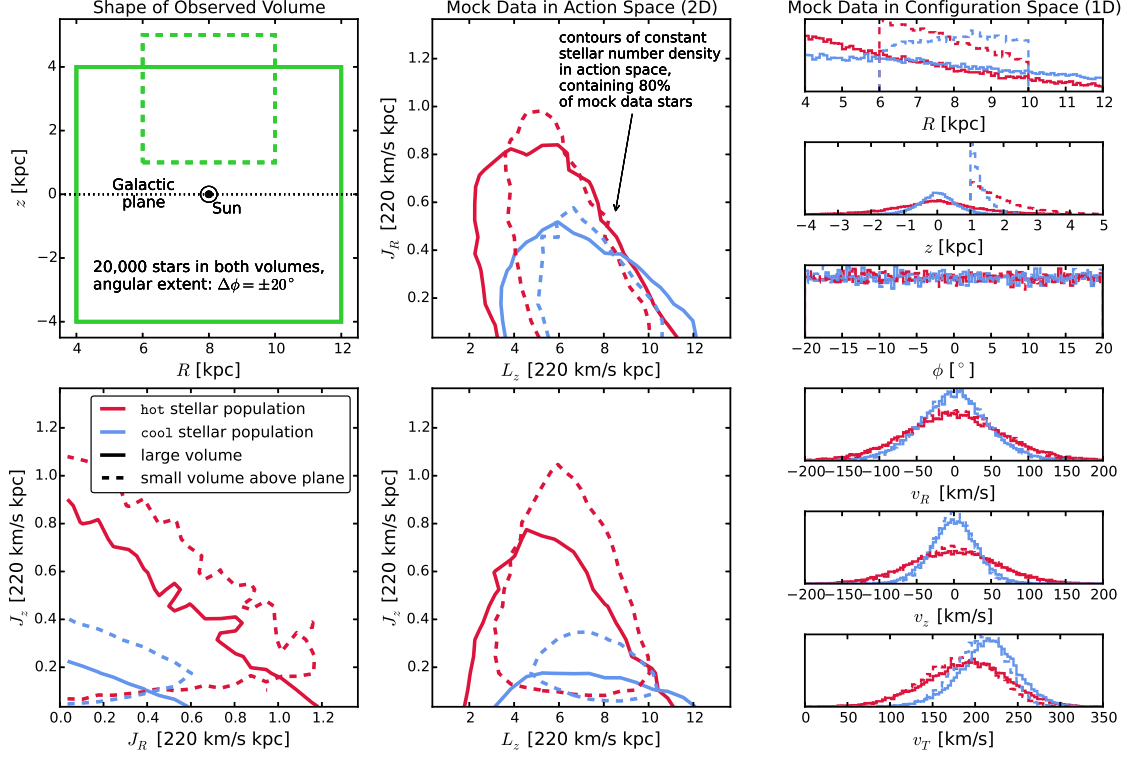 Shape of Observed Volume
4
2
0
−2
−4
z [kpc]
Galactic
plane
Sun
20,000 stars in both volumes,
angular extent: Δϕ = ±20°
4 6 8 10 12
R [kpc]
Mock Data in Action Space (2D)
contours of constant
stellar number density
in action space,
containing 80%
of mock data stars
1.2
1.0
0.8
0.6
0.4
0.2
J_R [220 km/s kpc]
2 4 6 8 10 12
L_z [220 km/s kpc]
Mock Data in Configuration Space (1D)
4 5 6 7 8 9 10 11 12
R [kpc]
−4 −3 −2 −1 0 1 2 3 4 5
z [kpc]
−20 −15 −10 −5 0 5 10 15 20
ϕ [°]
−200 −150 −100 −50 0 50 100 150 200
v_R [km/s]
−200 −150 −100 −50 0 50 100 150 200
v_z [km/s]
0 50 100 150 200 250 300 350
v_T [km/s]
hot stellar population
cool stellar population
large volume
small volume above plane
1.2
1.0
0.8
0.6
0.4
0.2
J_z [220 km/s kpc]
0.0 0.2 0.4 0.6 0.8 1.0 1.2
J_R [220 km/s kpc]
1.2
1.0
0.8
0.6
0.4
0.2
J_z [220 km/s kpc]
2 4 6 8 10 12
L_z [220 km/s kpc]